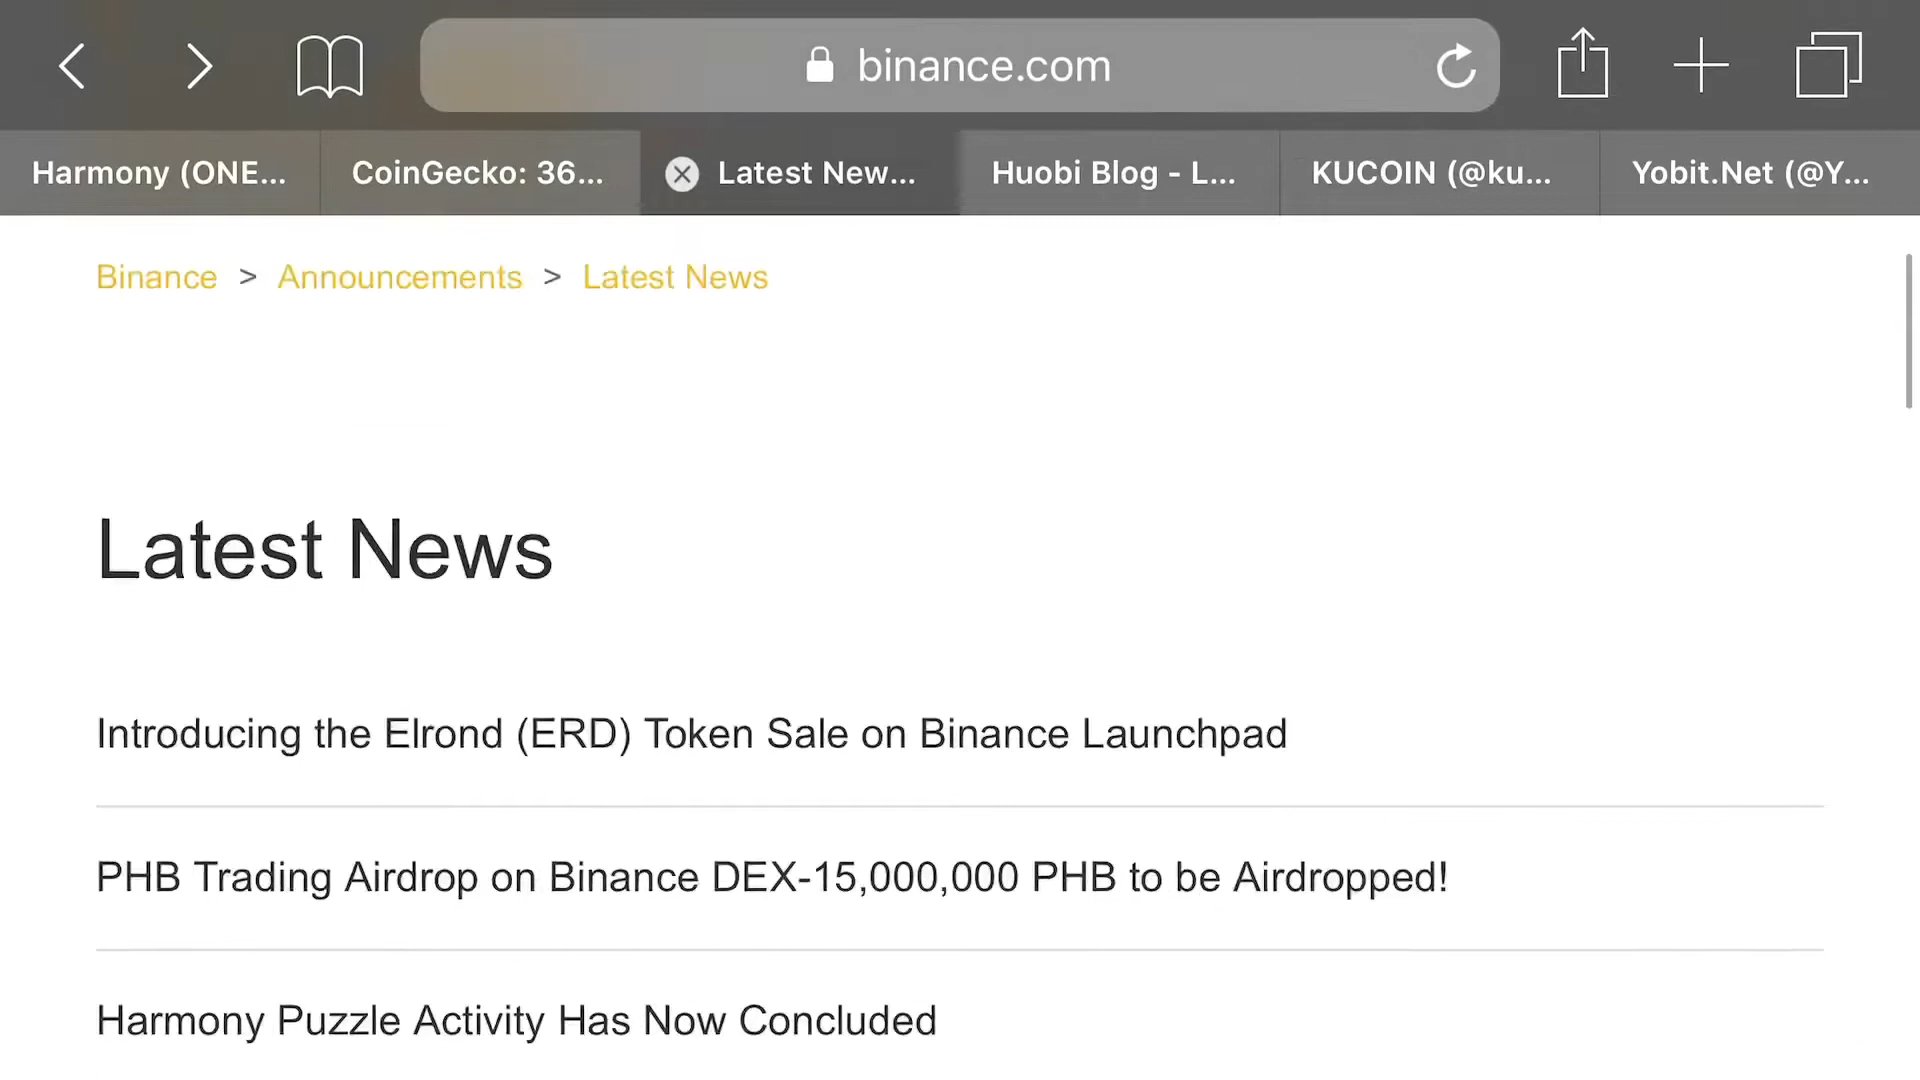 binance.com
Harmony (ONE...
CoinGecko: 36...
Latest New...
Huobi Blog - L...
KUCOIN (@ku...
Yobit.Net (@Y...
Binance > Announcements > Latest News
Latest News
Introducing the Elrond (ERD) Token Sale on Binance Launchpad
PHB Trading Airdrop on Binance DEX-15,000,000 PHB to be Airdropped!
Harmony Puzzle Activity Has Now Concluded